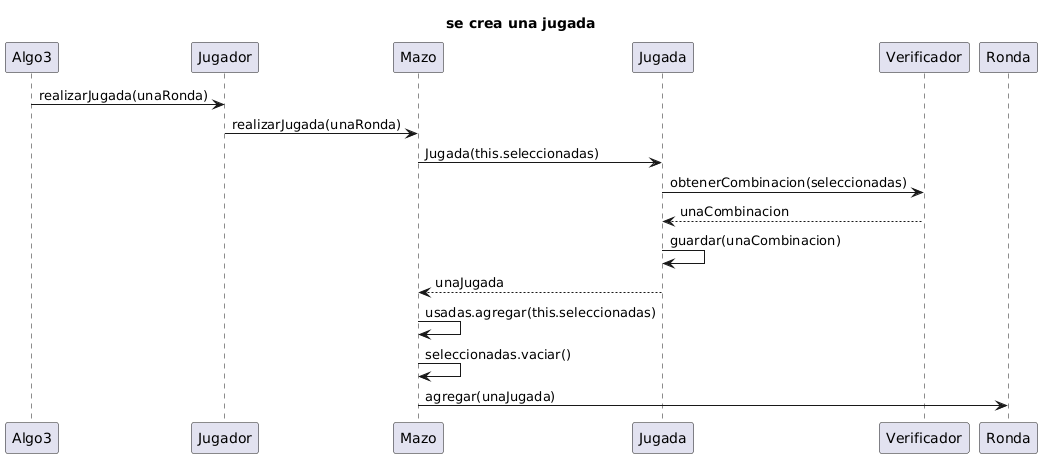 se crea una jugada
Algo3 Jugador Mazo Jugada Verificador Ronda
realizarJugada(unaRonda)
realizarJugada(unaRonda)
Jugada(this.seleccionadas)
obtenerCombinacion(seleccionadas)
unaCombinacion
guardar(unaCombinacion)
unaJugada
usadas.agregar(this.seleccionadas)
seleccionadas.vaciar()
agregar(unaJugada)
Algo3 Jugador Mazo Jugada Verificador Ronda